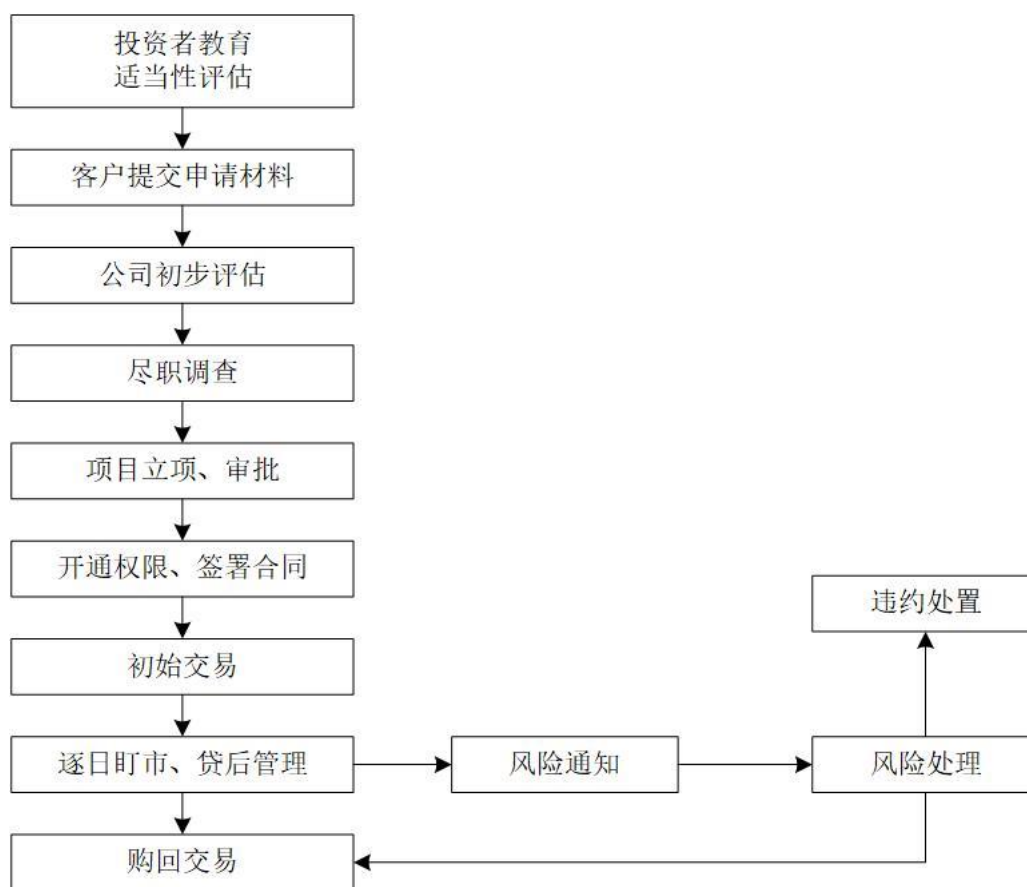 投资者教育
适当性评估
客户提交申请材料
公司初步评估
尽职调查
项目立项、审批
开通权限、签署合同
违约处置
初始交易
逐日盯市、贷后管理
风险通知
风险处理
购回交易